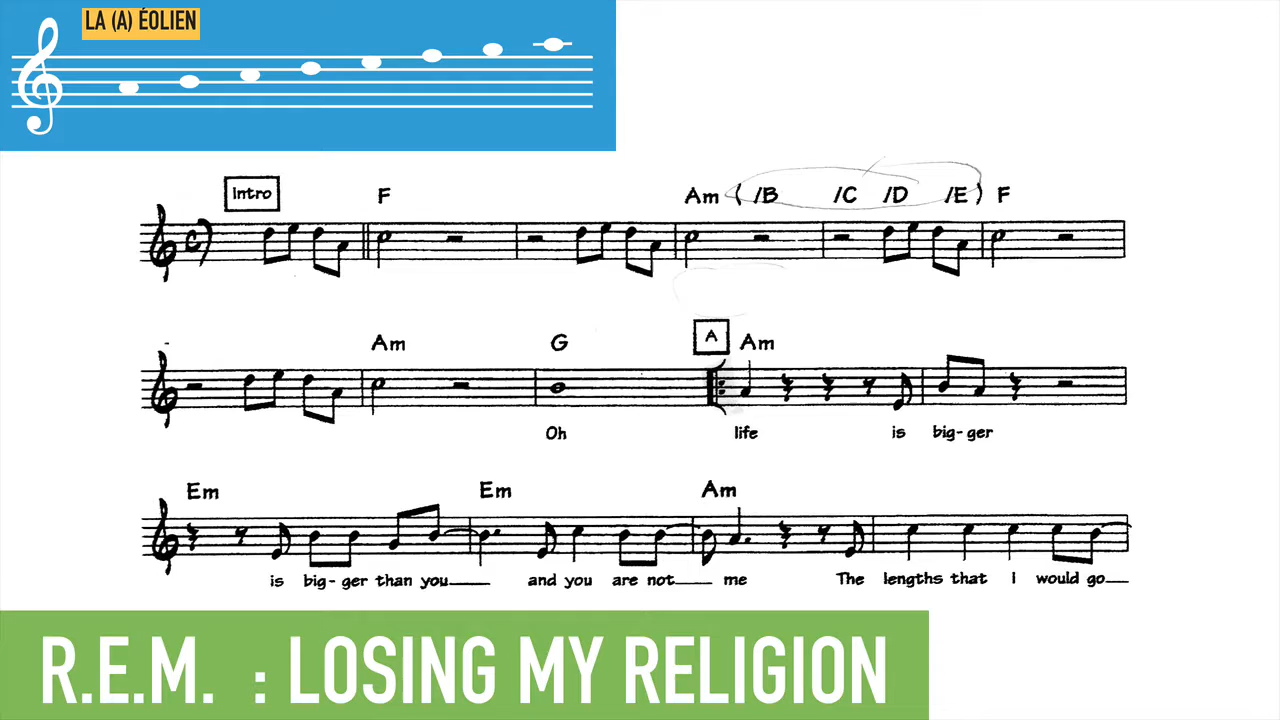 LA (A) ÉOLIEN
Intro F Am ( /B /C /D /E ) F
Am G A Am
Oh life is big-ger
Em Em Am
is big-ger than you and you are not me The lengths that I would go
R.E.M. : LOSING MY RELIGION